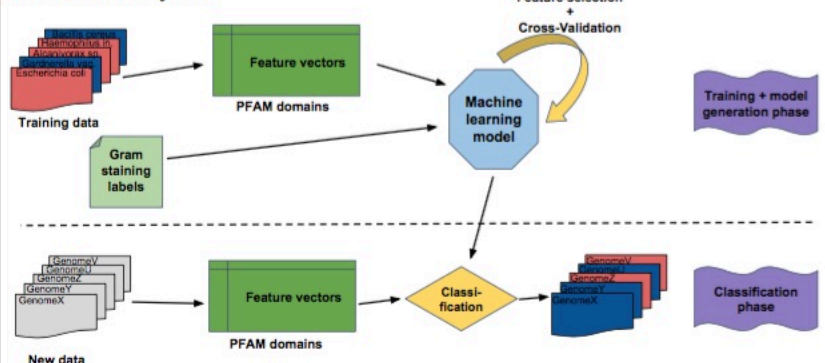 Feature selection
+
Cross-Validation
Bacillus cereus
Haemophilus in.
Alcanivorax sp.
Gardnerella vag.
Escherichia coli
Training data
Feature vectors
PFAM domains
Machine
learning
model
Training + model
generation phase
Gram
staining
labels
GenomeV
GenomeU
GenomeZ
GenomeY
GenomeX
New data
Feature vectors
PFAM domains
Classi-
fication
GenomeV
GenomeU
GenomeZ
GenomeY
GenomeX
Classification
phase